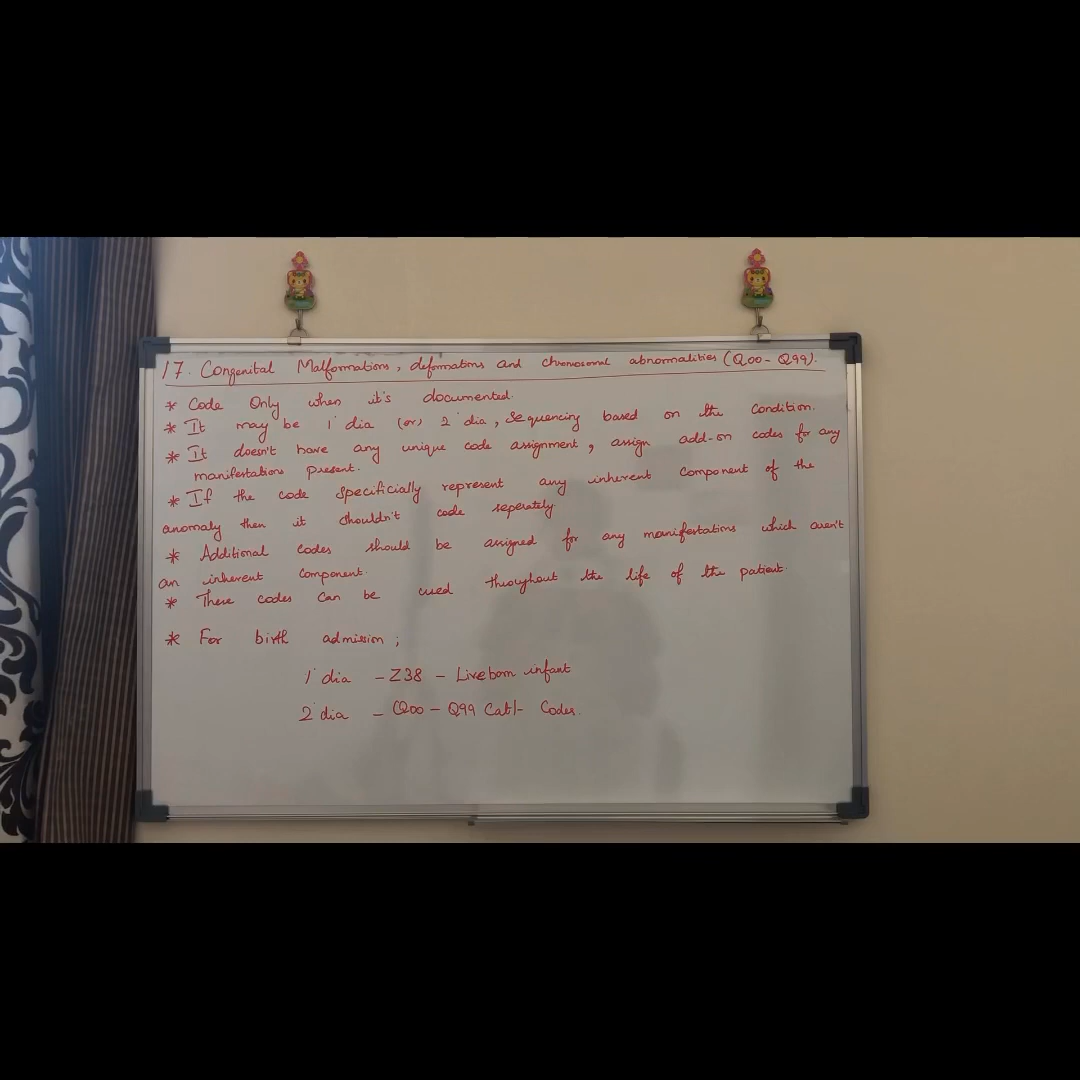 17. Congenital Malformations, deformations and chromosomal abnormalities (Q00 - Q99).
* Code Only when it's documented.
* It may be 1° dia (or) 2° dia, Sequencing based on the condition.
* It doesn't have any unique code assignment, assign add-on codes for any
manifestations present.
* If the code specificially represent any inherent component of the
anomaly then it shouldn't code seperately
* Additional codes should be assigned for any manifestations which aren't
an inherent component.
* These codes can be used throughout the life of the patient.
* For birth admission;
1° dia - Z38 - Liveborn infant
2° dia - Q00 - Q99 Cat/- Codes.